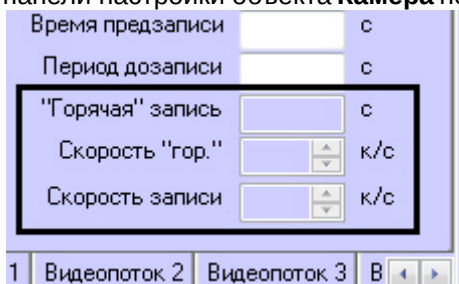 панели настройки объекта Камера
Время предзаписи с
Период дозаписи с
"Горячая" запись с
Скорость "гор." к/с
Скорость записи к/с
1 Видеопоток 2 Видеопоток 3 В